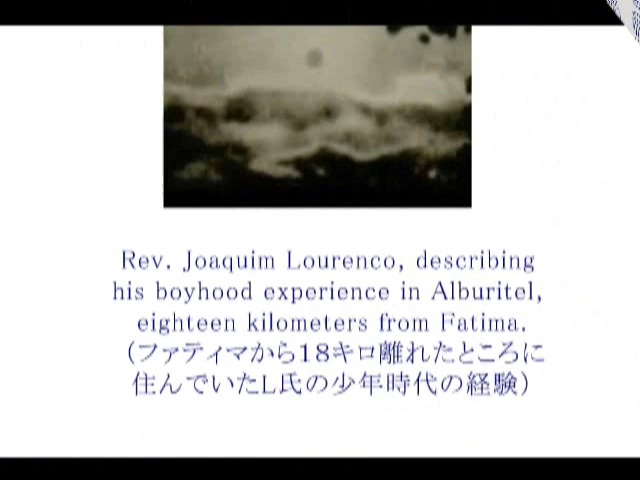 Rev. Joaquim Lourenco, describing
his boyhood experience in Alburitel,
eighteen kilometers from Fatima.
（ファティマから18キロ離れたところに
住んでいたL氏の少年時代の経験）